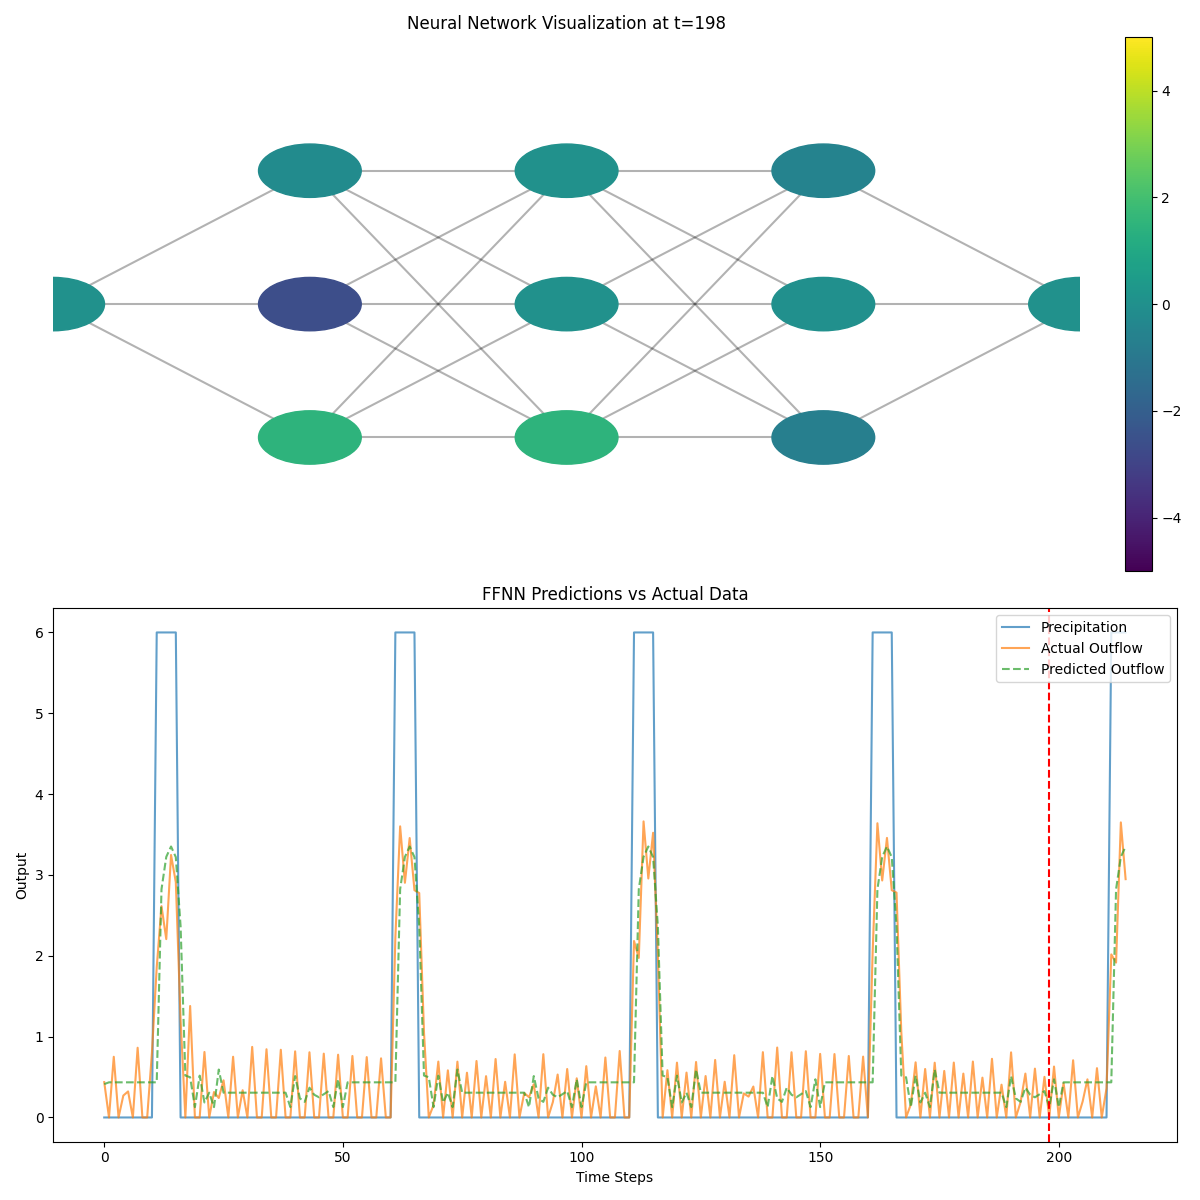 Neural Network Visualization at t=198
4
2
0
−2
−4
FFNN Predictions vs Actual Data
Output
6
5
4
3
2
1
0
Precipitation
Actual Outflow
Predicted Outflow
0
50
100
150
200
Time Steps